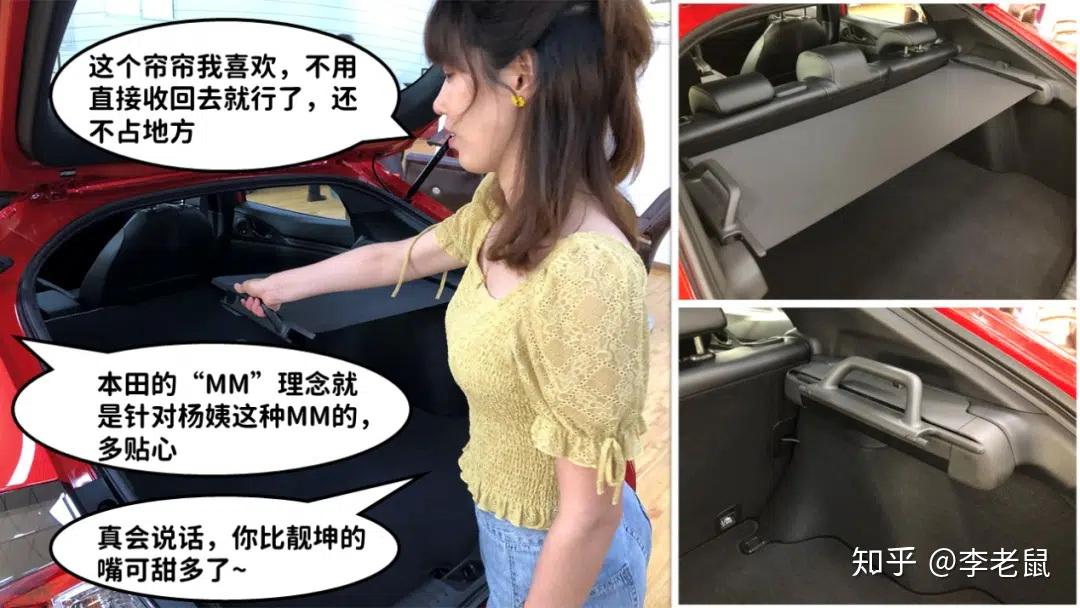 这个帘帘我喜欢，不用
直接收回去就行了，还
不占地方
本田的“MM”理念就
是针对杨姨这种MM的，
多贴心
真会说话，你比靓坤的
嘴可甜多了~
知乎 @李老鼠